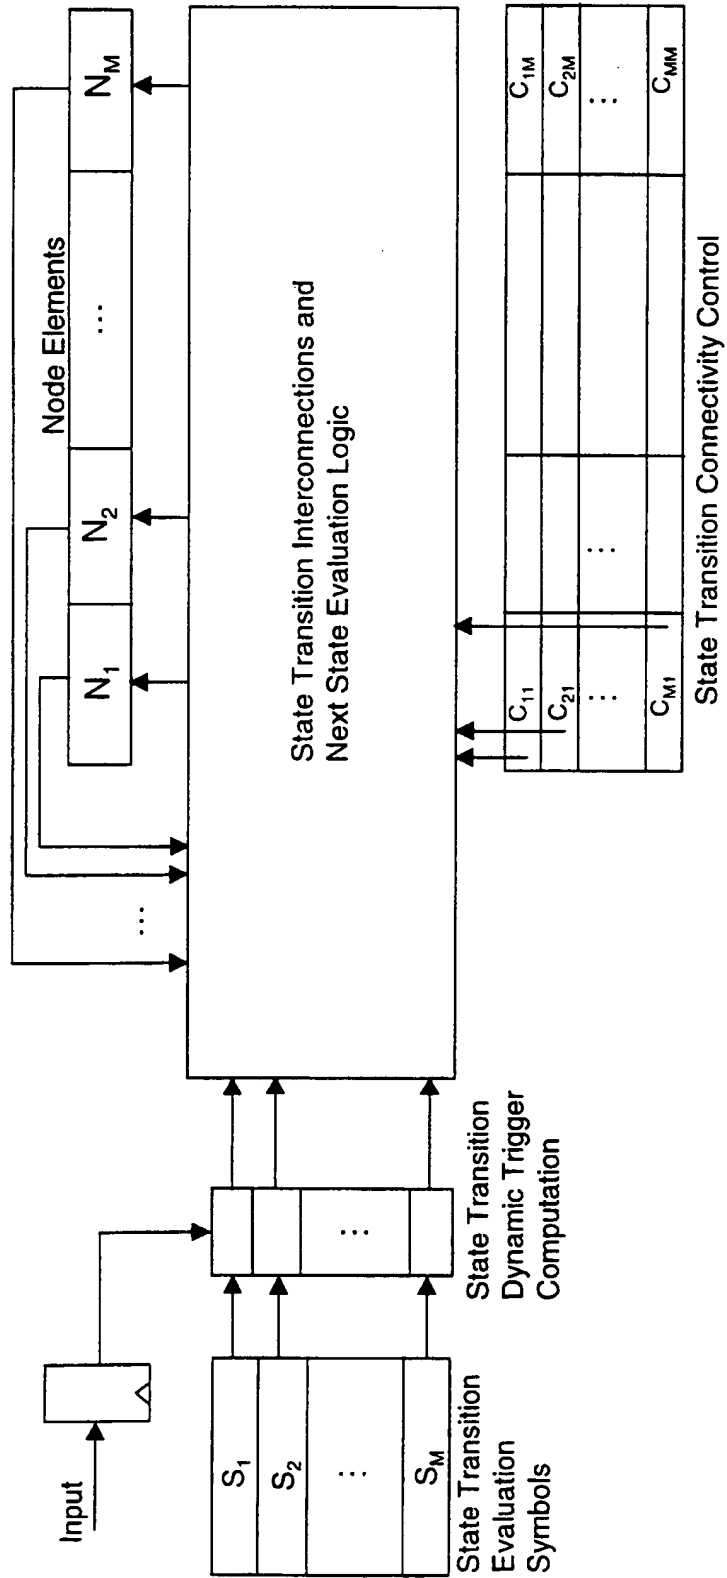 Node Elements
N1
N2
...
NM
...
State Transition Interconnections and
Next State Evaluation Logic
Input
S1
S2
...
SM
State Transition
Evaluation
Symbols
...
State Transition
Dynamic Trigger
Computation
C11
C21
...
CM1
...
C1M
C2M
...
CMM
State Transition Connectivity Control